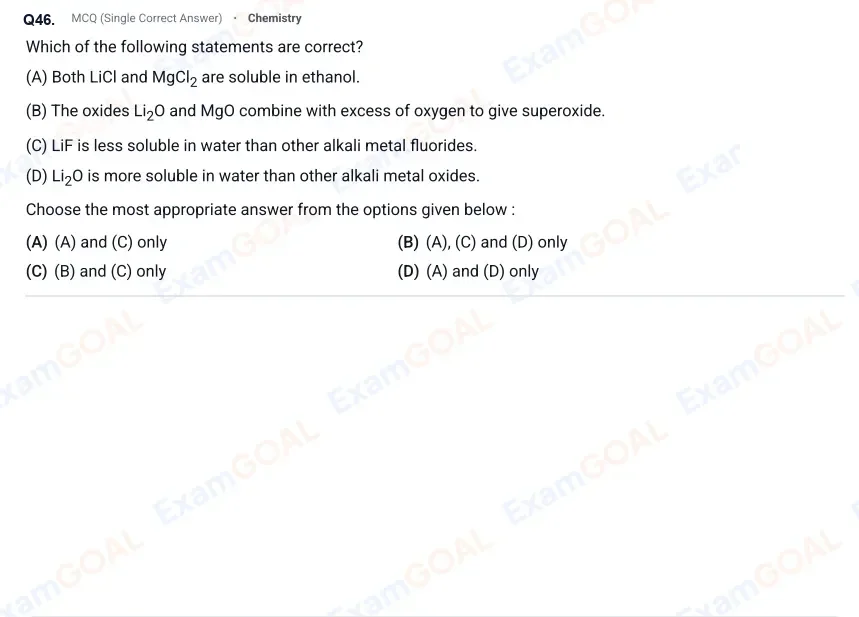 Q46. MCQ (Single Correct Answer) · Chemistry
Which of the following statements are correct?
(A) Both LiCl and MgCl₂ are soluble in ethanol.
(B) The oxides Li₂O and MgO combine with excess of oxygen to give superoxide.
(C) LiF is less soluble in water than other alkali metal fluorides.
(D) Li₂O is more soluble in water than other alkali metal oxides.
Choose the most appropriate answer from the options given below :
(A) (A) and (C) only (B) (A), (C) and (D) only
(C) (B) and (C) only (D) (A) and (D) only
ExamGOAL